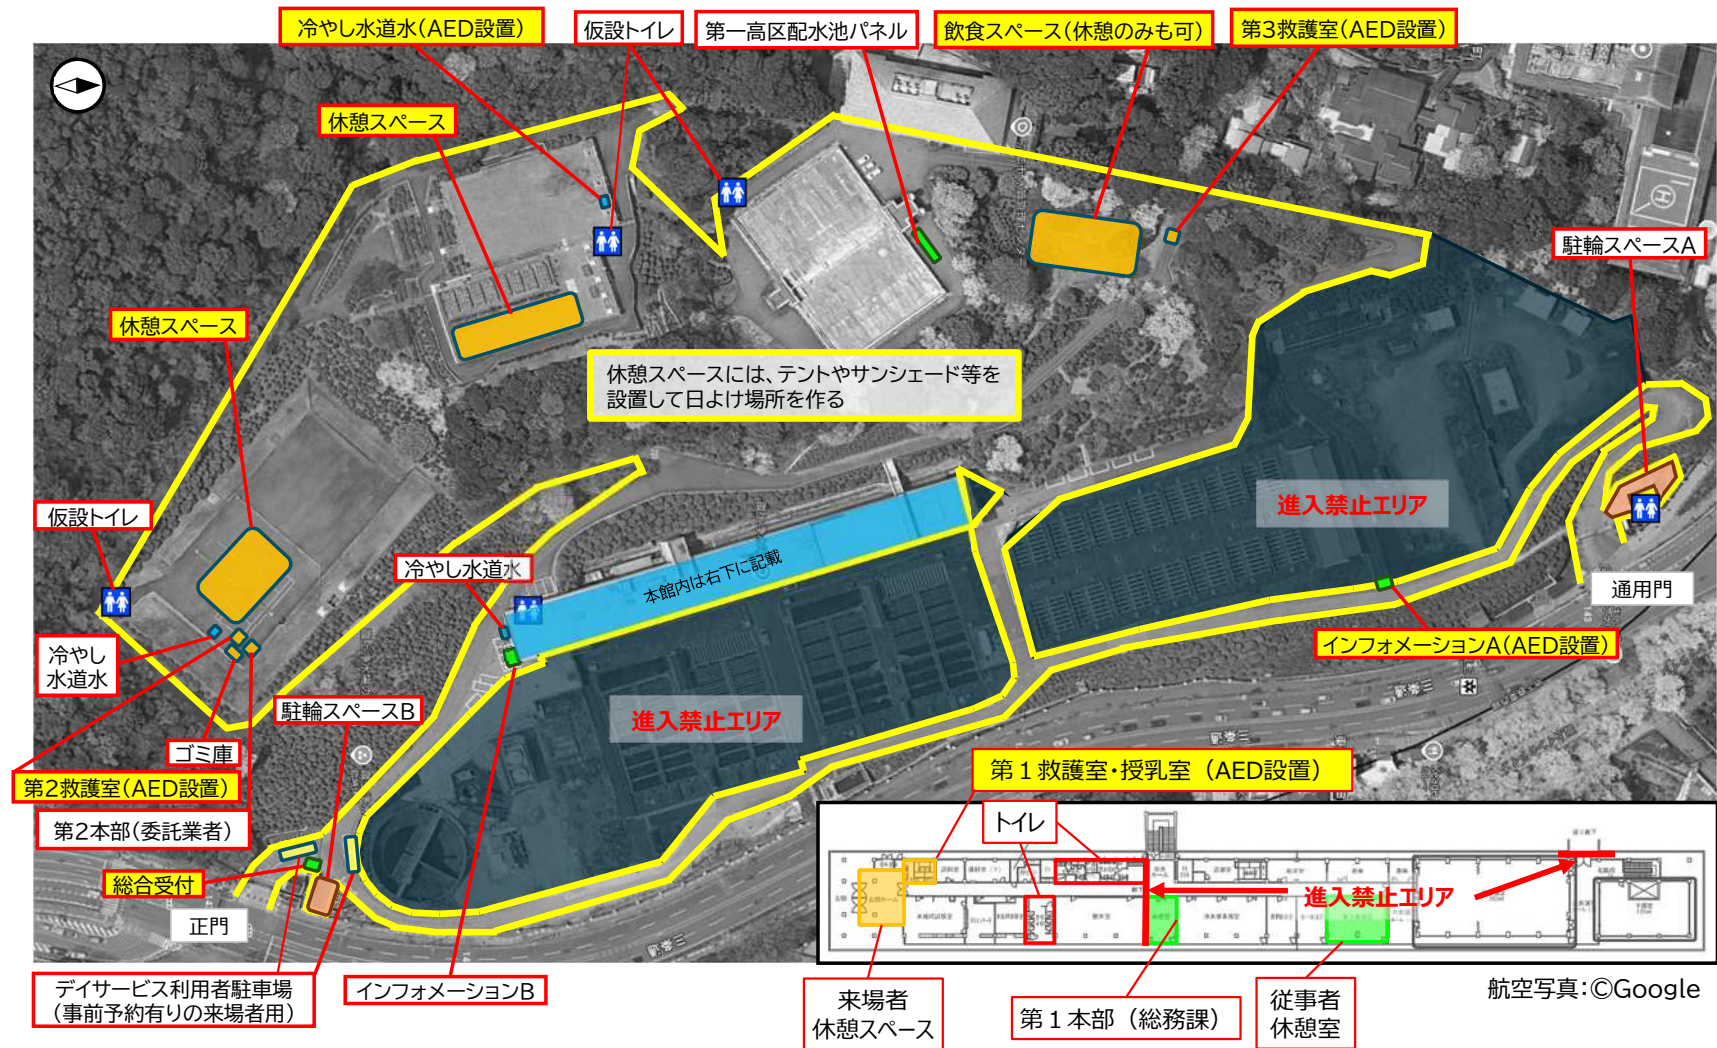 冷やし水道水(AED設置)
仮設トイレ
第一高区配水池パネル
飲食スペース(休憩のみも可)
第3救護室(AED設置)
休憩スペース
駐輪スペースA
休憩スペース
休憩スペースには、テントやサンシェード等を
設置して日よけ場所を作る
進入禁止エリア
仮設トイレ
冷やし水道水
本館内は右下に記載
通用門
インフォメーションA(AED設置)
冷やし
水道水
駐輪スペースB
進入禁止エリア
ゴミ庫
第2救護室(AED設置)
第1救護室・授乳室 (AED設置)
第2本部(委託業者)
トイレ
総合受付
進入禁止エリア
正門
デイサービス利用者駐車場
(事前予約有りの来場者用)
インフォメーションB
来場者
休憩スペース
第1本部 (総務課)
従事者
休憩室
航空写真:©Google